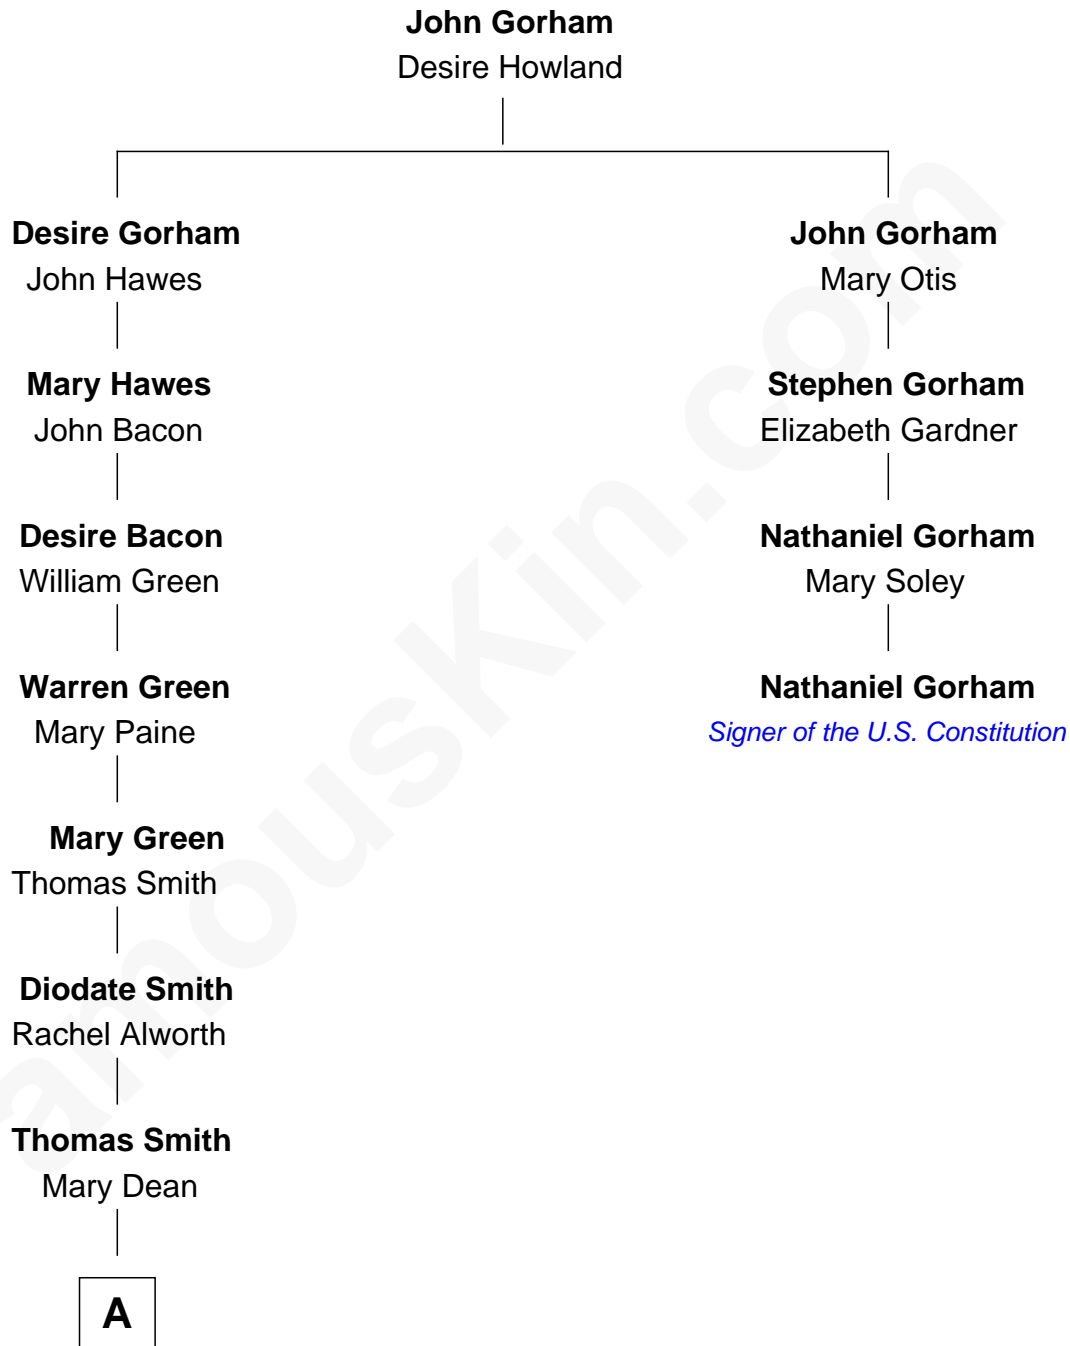 John Gorham
Desire Howland
Desire Gorham
John Hawes
John Gorham
Mary Otis
Mary Hawes
John Bacon
Stephen Gorham
Elizabeth Gardner
Desire Bacon
William Green
Nathaniel Gorham
Mary Soley
Warren Green
Mary Paine
Nathaniel Gorham
Signer of the U.S. Constitution
Mary Green
Thomas Smith
Diodate Smith
Rachel Alworth
Thomas Smith
Mary Dean
A
amouskin.com